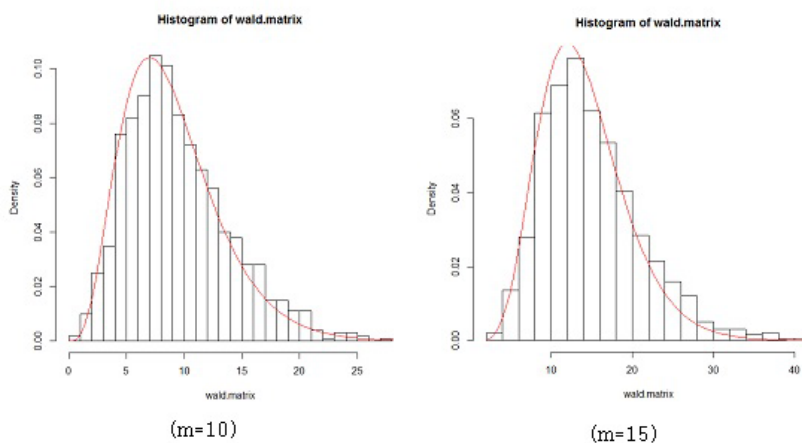 Histogram of wald.matrix
Density
0.00 0.02 0.04 0.06 0.08 0.10
0 5 10 15 20 25
wald.matrix
(m=10)
Histogram of wald.matrix
Density
0.00 0.02 0.04 0.06
10 20 30 40
wald.matrix
(m=15)